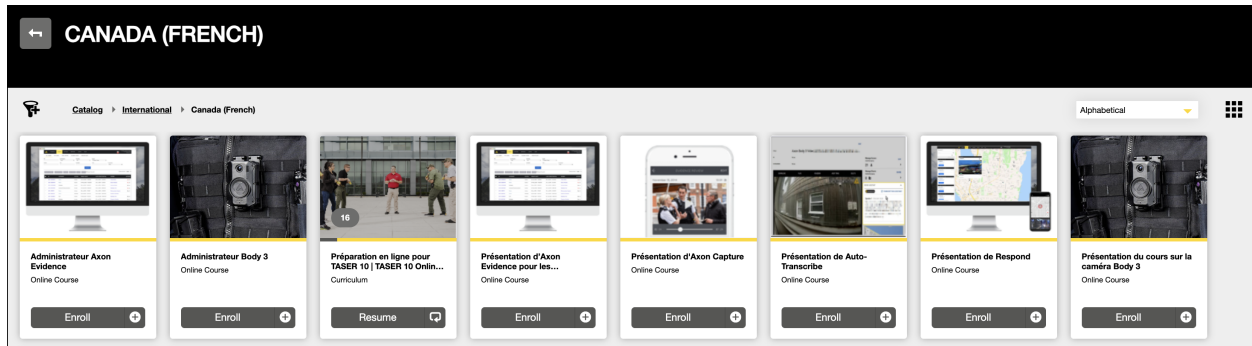 CANADA (FRENCH)
Catalog
International
Canada (French)
Alphabetical
16
Administrateur Axon
Evidence
Online Course
Enroll
Administrateur Body 3
Online Course
Enroll
Préparation en ligne pour
TASER 10 | TASER 10 Onlin...
Curriculum
Resume
Présentation d'Axon
Evidence pour les...
Online Course
Enroll
Présentation d'Axon Capture
Online Course
Enroll
Présentation de Auto-
Transcribe
Online Course
Enroll
Présentation de Respond
Online Course
Enroll
Présentation du cours sur la
caméra Body 3
Online Course
Enroll